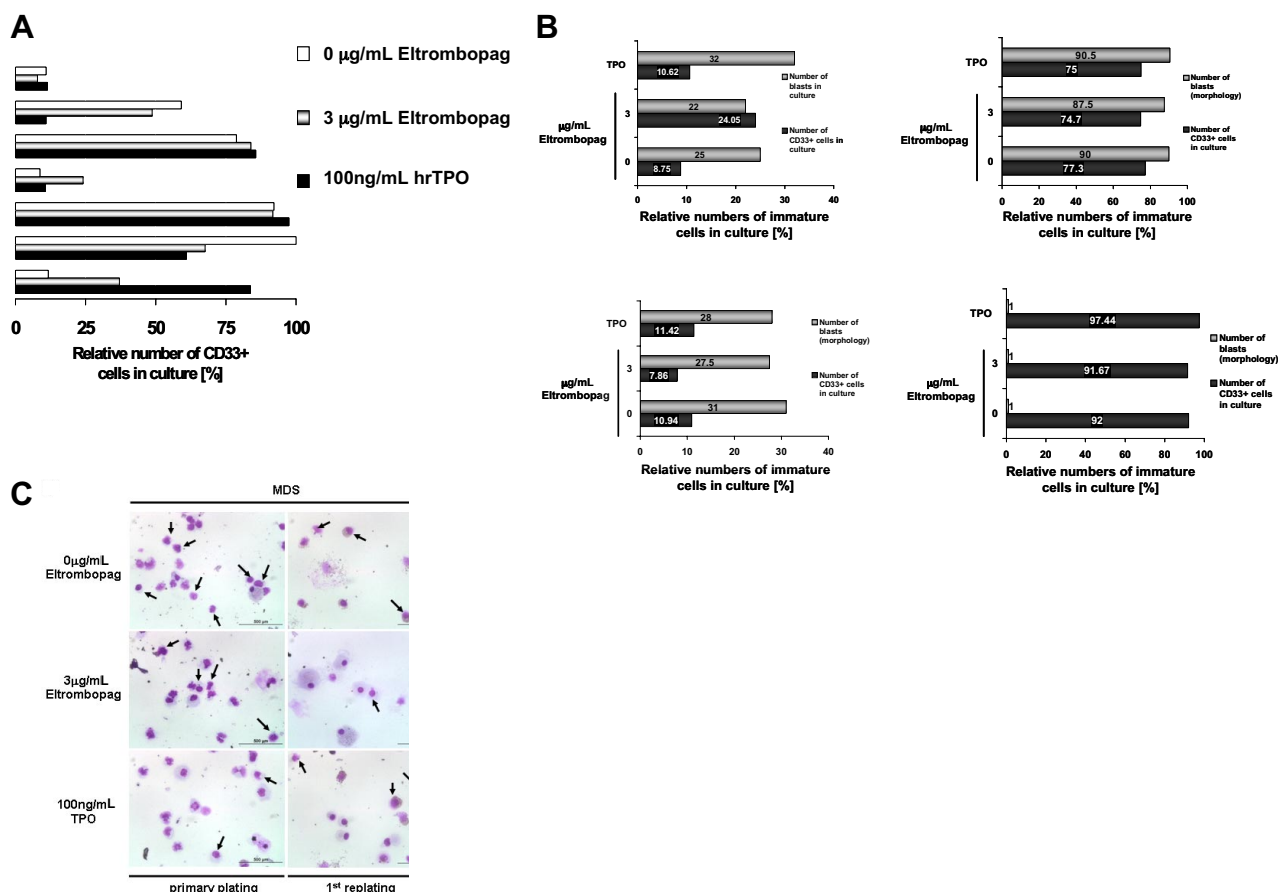 A
0 µg/mL Eltrombopag
3 µg/mL Eltrombopag
100ng/mL hrTPO
0 25 50 75 100
Relative number of CD33+
cells in culture [%]
B
TPO
3
0
µg/mL
Eltrombopag
32
10.62
22
24.05
25
8.75
Number of
blasts in
culture
Number of
CD33+ cells in
culture
0 10 20 30 40
Relative numbers of immature
cells in culture [%]
TPO
3
0
µg/mL
Eltrombopag
90.5
75
87.5
74.7
90
77.3
Number of
blasts
(morphology)
Number of
CD33+ cells
in culture
0 20 40 60 80 100
Relative numbers of immature
cells in culture [%]
TPO
3
0
µg/mL
Eltrombopag
28
11.42
27.5
7.86
31
10.94
Number of
blasts
(morphology)
Number of
CD33+ cells
in culture
0 10 20 30 40
Relative numbers of immature
cells in culture [%]
TPO
3
0
µg/mL
Eltrombopag
1
97.44
1
91.67
1
92
Number of
blasts
(morphology)
Number of
CD33+ cells
in culture
0 20 40 60 80 100
Relative numbers of immature
cells in culture [%]
C
MDS
0µg/mL
Eltrombopag
3µg/mL
Eltrombopag
100ng/mL
TPO
primary plating
1st replating